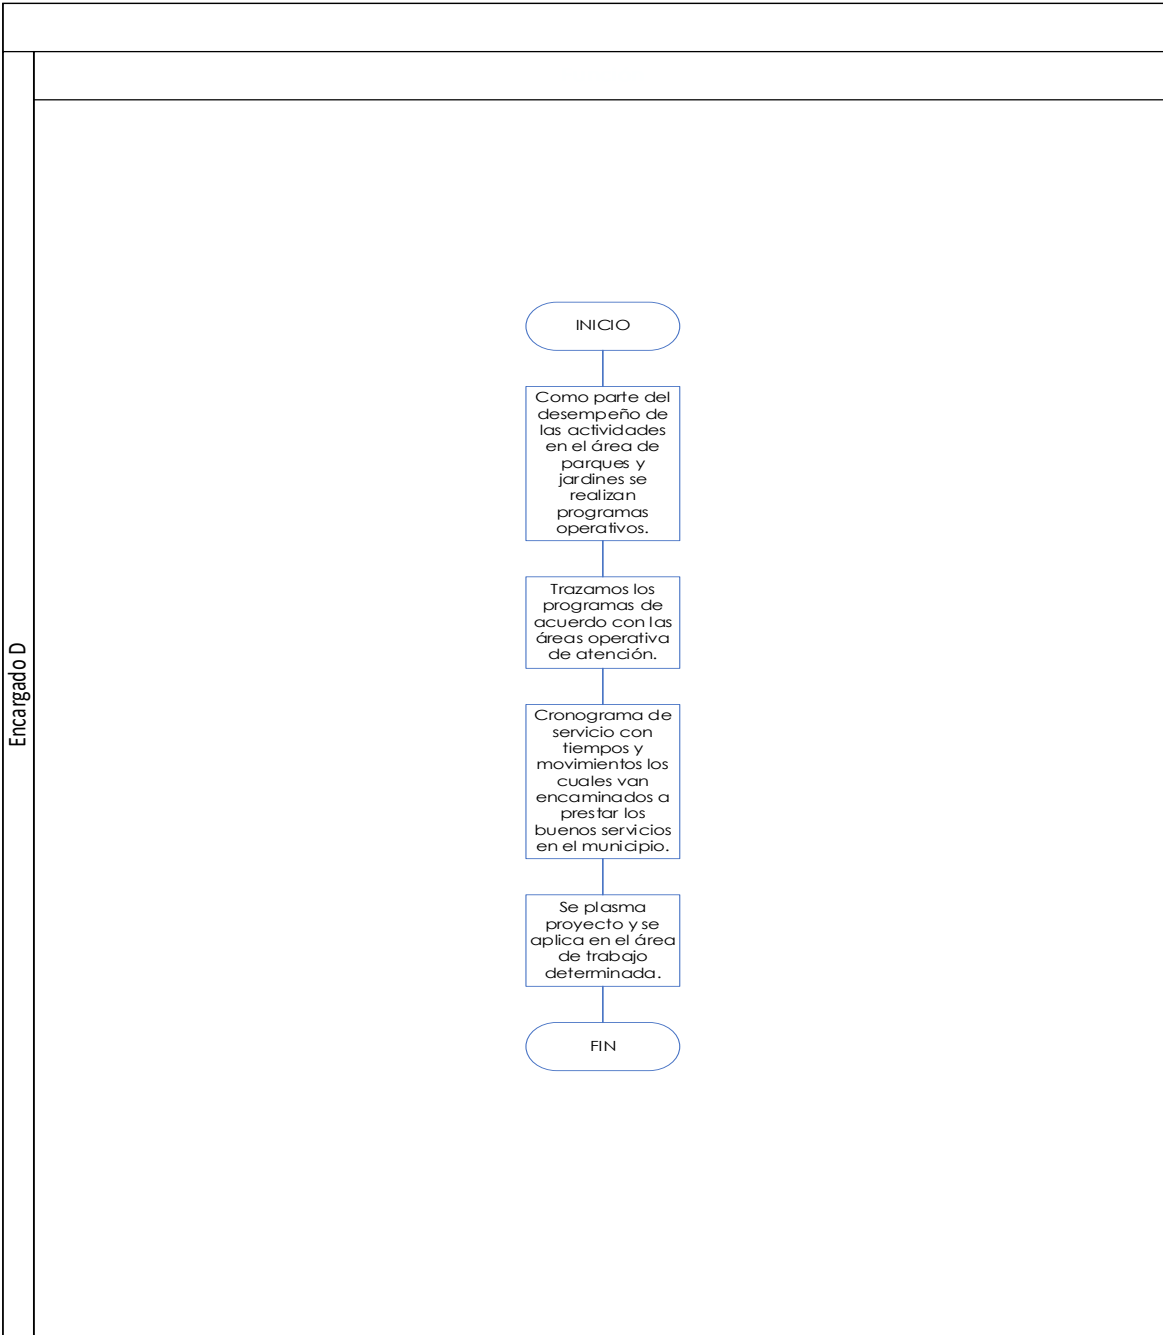 Encargado D
INICIO
Como parte del
desempeño de
las actividades
en el área de
parques y
jardines se
realizan
programas
operativos.
Trazamos los
programas de
acuerdo con las
áreas operativa
de atención.
Cronograma de
servicio con
tiempos y
movimientos los
cuales van
encaminados a
prestar los
buenos servicios
en el municipio.
Se plasma
proyecto y se
aplica en el área
de trabajo
determinada.
FIN